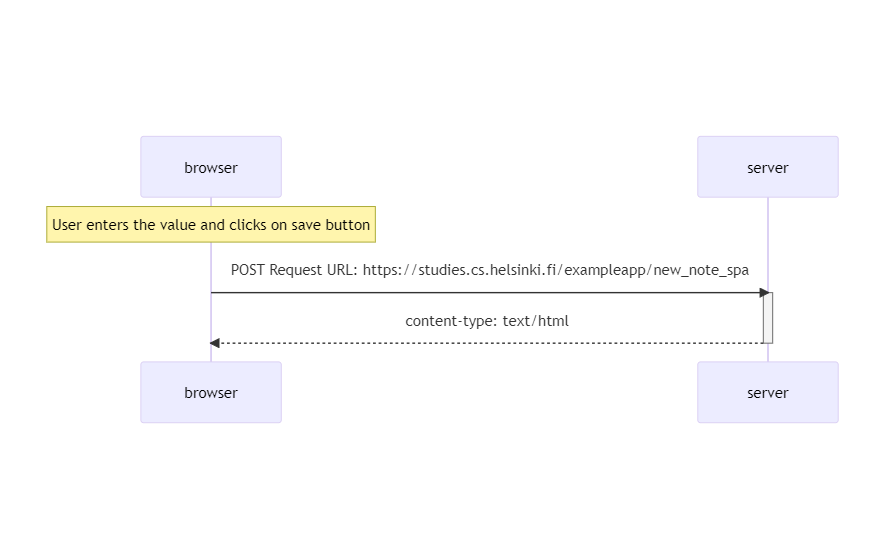 browser
server
User enters the value and clicks on save button
POST Request URL: https://studies.cs.helsinki.fi/exampleapp/new_note_spa
content-type: text/html
browser
server